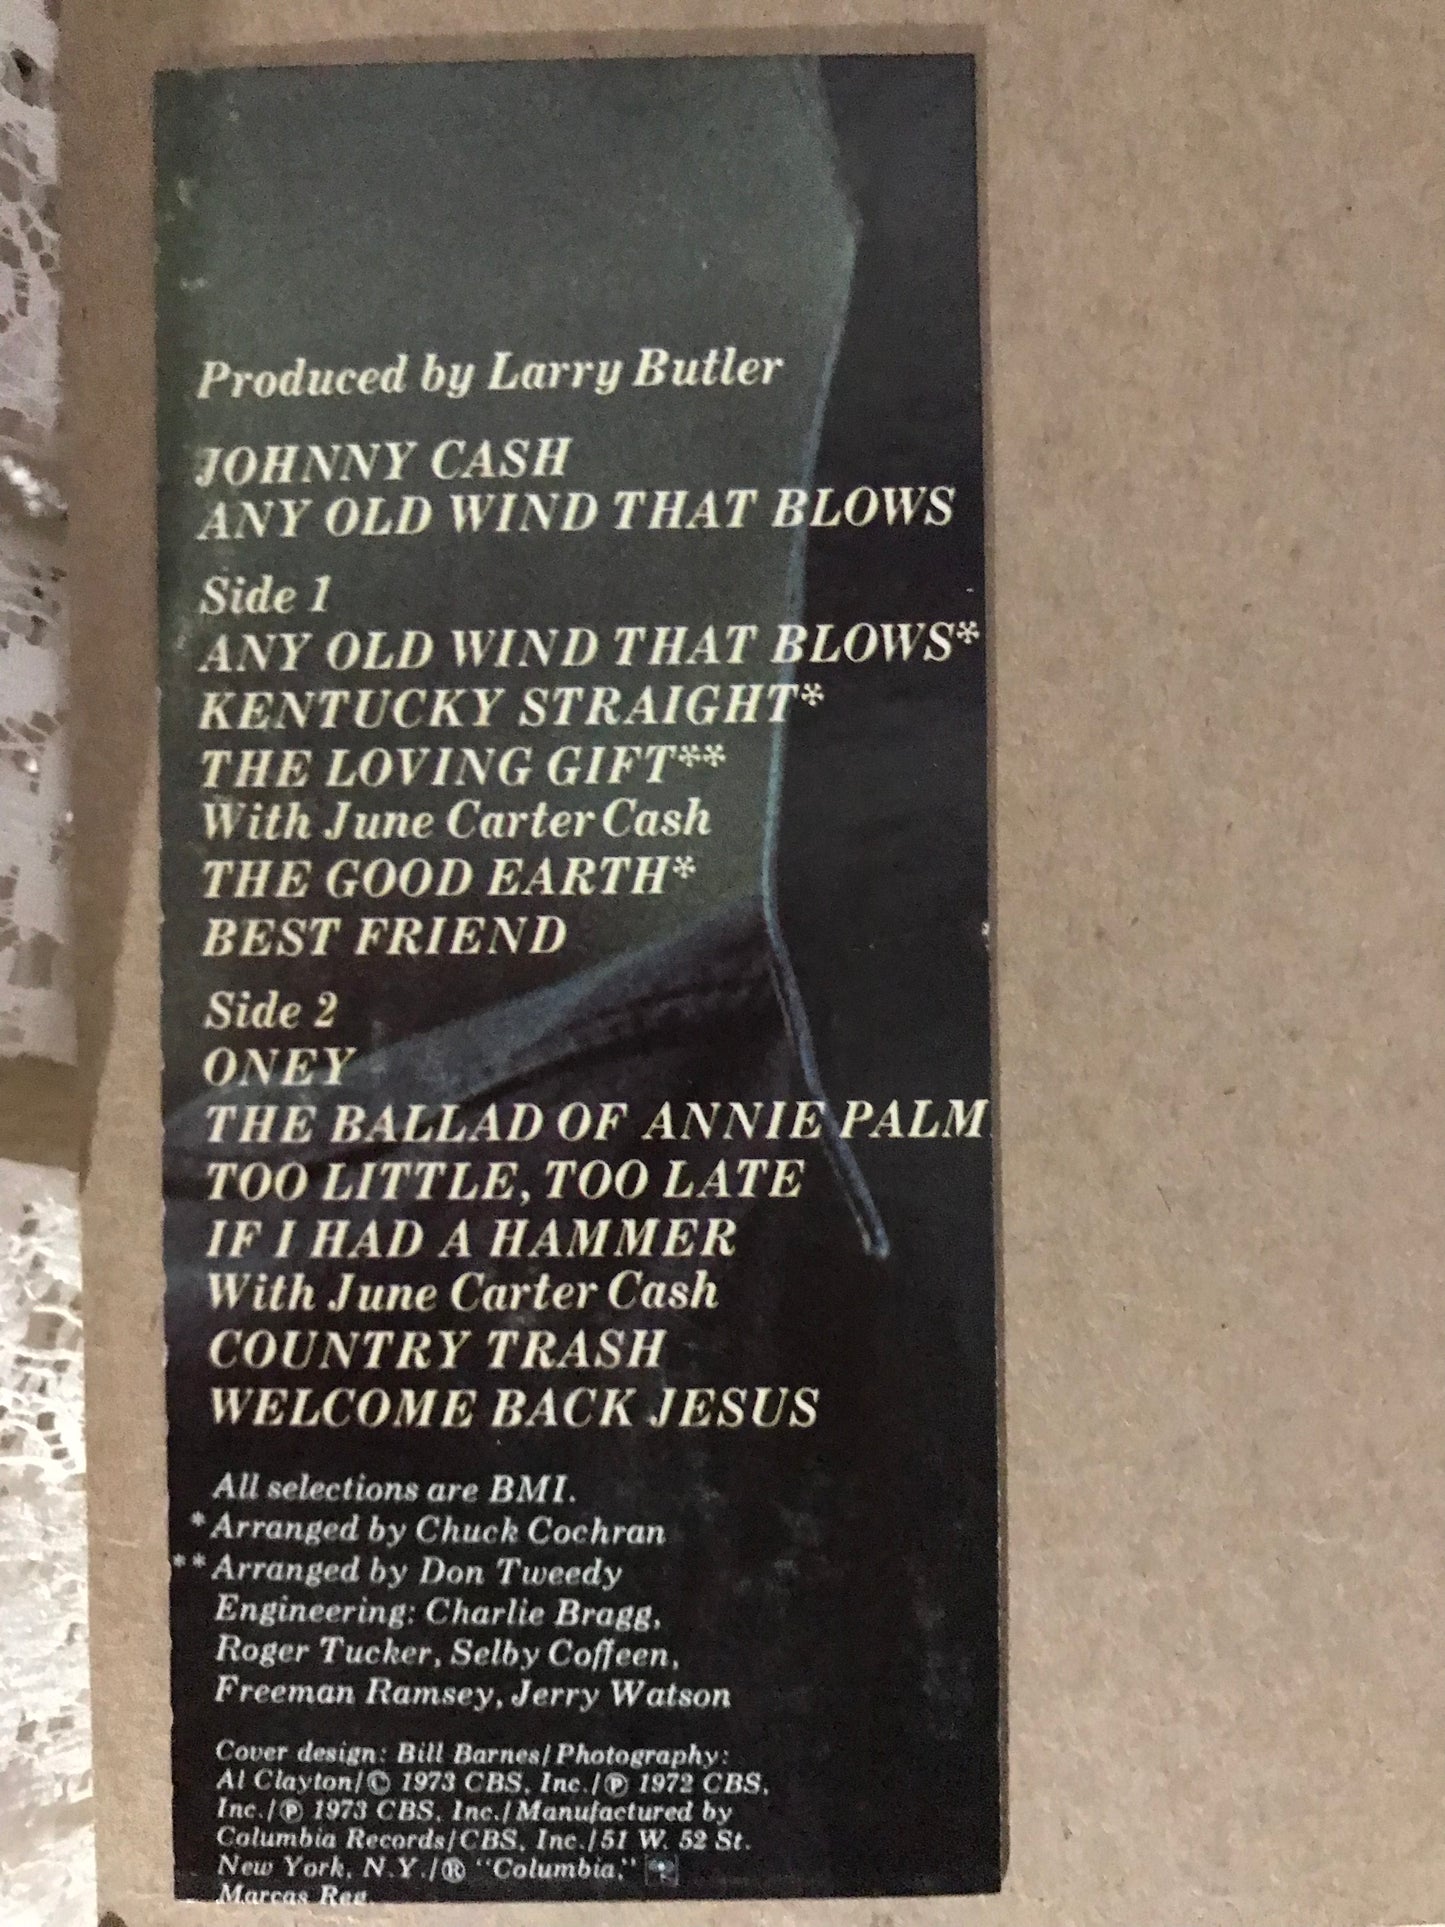 Produced by Larry Butler
JOHNNY CASH
ANY OLD WIND THAT BLOWS
Side 1
ANY OLD WIND THAT BLOWS*
KENTUCKY STRAIGHT*
THE LOVING GIFT**
With June Carter Cash
THE GOOD EARTH*
BEST FRIEND
Side 2
ONEY
THE BALLAD OF ANNIE PALM
TOO LITTLE, TOO LATE
IF I HAD A HAMMER
With June Carter Cash
COUNTRY TRASH
WELCOME BACK JESUS
All selections are BMI.
*Arranged by Chuck Cochran
**Arranged by Don Tweedy
Engineering: Charlie Bragg,
Roger Tucker, Selby Coffeen,
Freeman Ramsey, Jerry Watson
Cover design: Bill Barnes/Photography:
Al Clayton/© 1973 CBS, Inc./℗ 1972 CBS,
Inc./℗ 1973 CBS, Inc./Manufactured by
Columbia Records/CBS, Inc./51 W. 52 St.
New York, N.Y./® "Columbia,"
Marcas Reg.